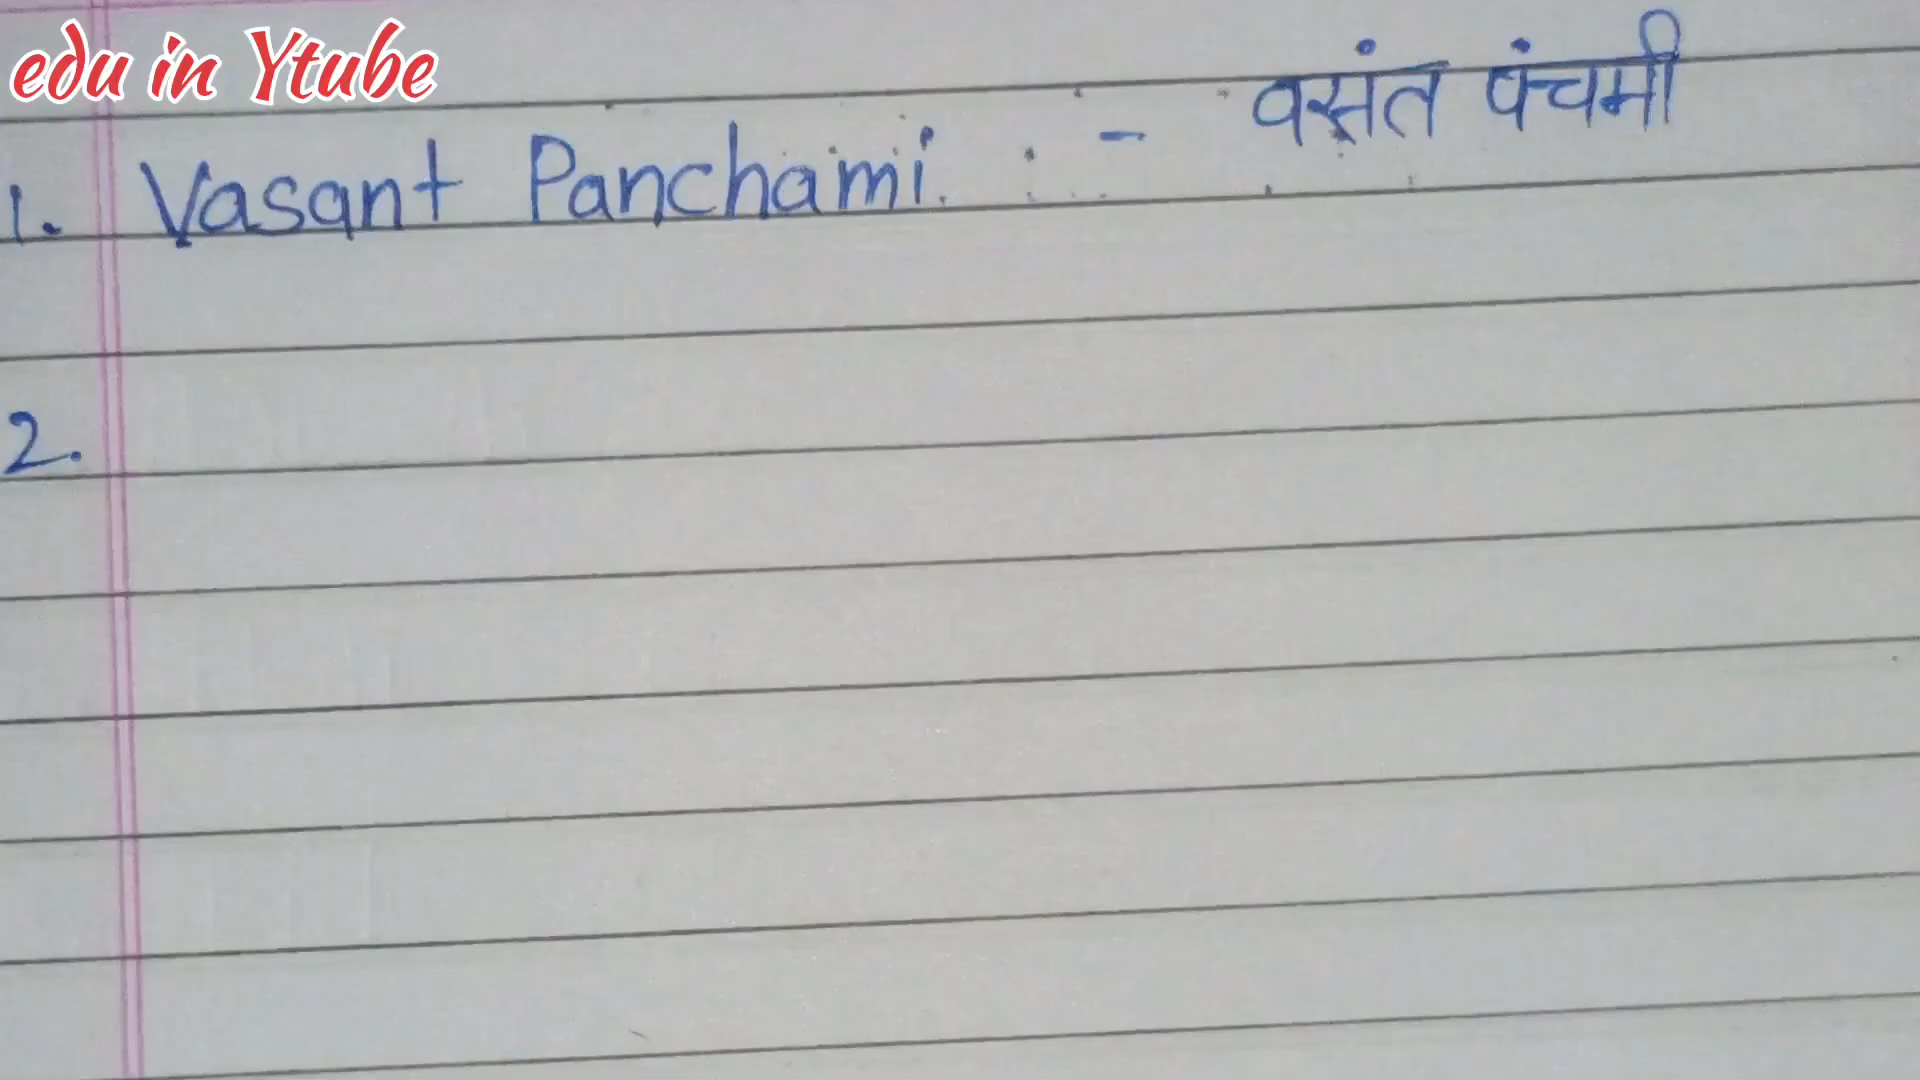 edu in Ytube
1. Vasant Panchami. - वसंत पंचमी
2.